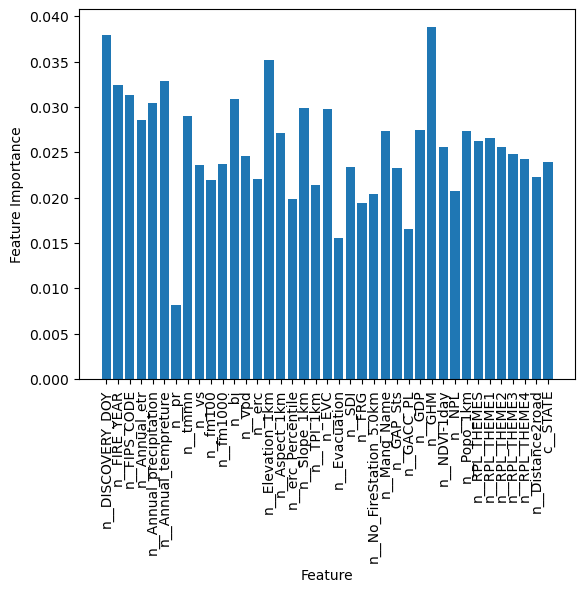 0.040
0.035
0.030
0.025
0.020
0.015
0.010
0.005
0.000
Feature Importance
n__DISCOVERY_DOY
n__FIRE_YEAR
n__FIPS_CODE
n__Annual_etr
n__Annual_precipitation
n__Annual_tempreture
n__pr
n__tmmn
n__vs
n__fm100
n__fm1000
n__bi
n__vpd
n__erc
n__Elevation_1km
n__Aspect_1km
n__erc_Percentile
n__Slope_1km
n__TPI_1km
n__EVC
n__Evacuation
n__SDI
n__FRG
n__No_FireStation_5.0km
n__Mang_Name
n__GAP_Sts
n__GACC_PL
n__GDP
n__GHM
n__NDVI-1day
n__NPL
n__Popo_1km
n__RPL_THEMES
n__RPL_THEME1
n__RPL_THEME2
n__RPL_THEME3
n__RPL_THEME4
n__Distance2road
c__STATE
Feature